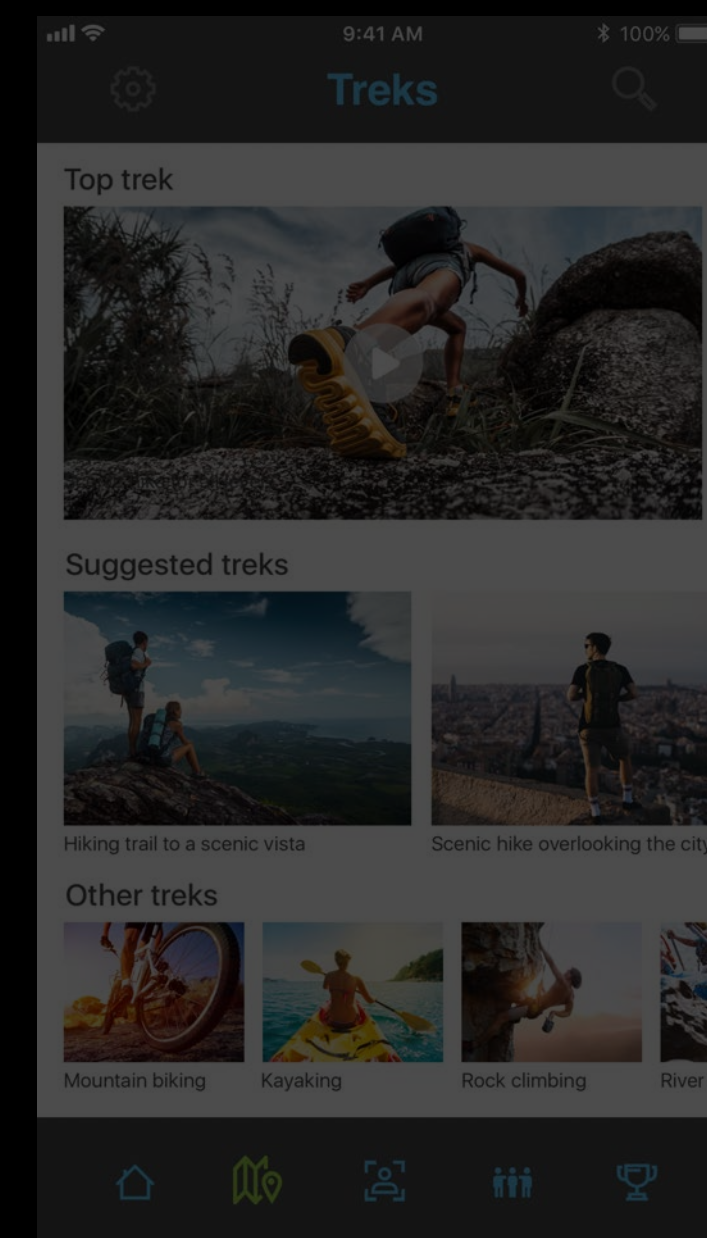 9:41 AM
100%
Treks
Top trek
Suggested treks
Hiking trail to a scenic vista
Scenic hike overlooking the city
Other treks
Mountain biking
Kayaking
Rock climbing
River